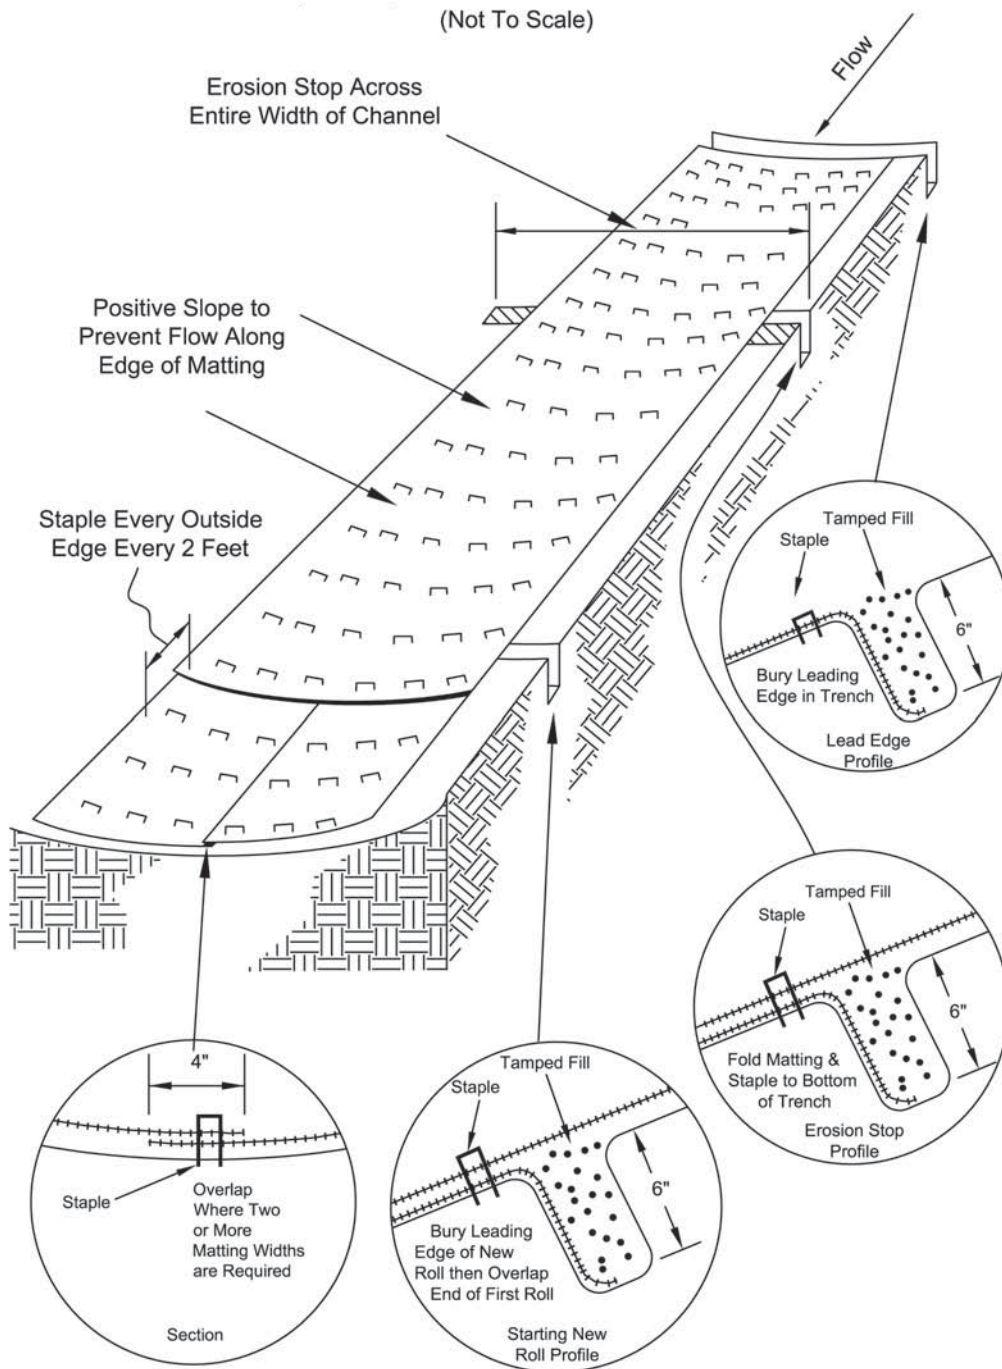 (Not To Scale)
Flow
Erosion Stop Across
Entire Width of Channel
Positive Slope to
Prevent Flow Along
Edge of Matting
Staple Every Outside
Edge Every 2 Feet
Tamped Fill
Staple
6"
Bury Leading
Edge in Trench
Lead Edge
Profile
Tamped Fill
Staple
6"
Fold Matting &
Staple to Bottom
of Trench
Erosion Stop
Profile
4"
Staple
Overlap
Where Two
or More
Matting Widths
are Required
Section
Tamped Fill
Staple
6"
Bury Leading
Edge of New
Roll then Overlap
End of First Roll
Starting New
Roll Profile